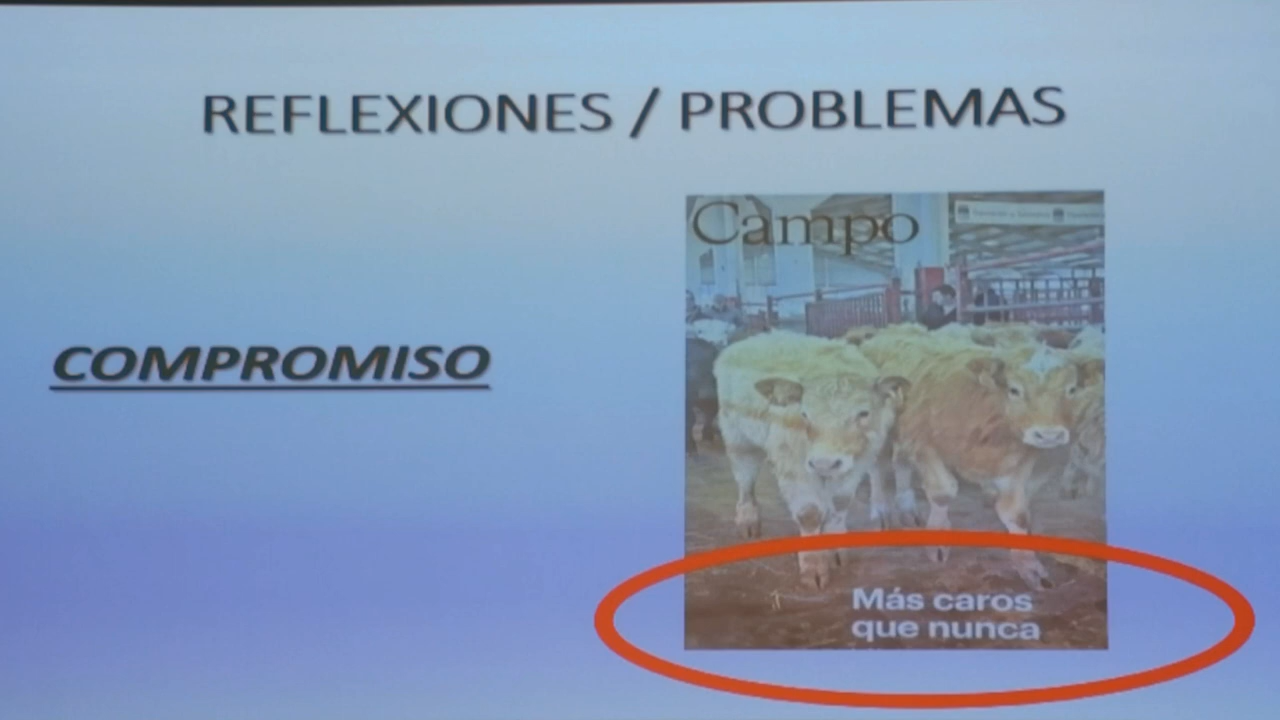 REFLEXIONES / PROBLEMAS
Campo
COMPROMISO
Más caros
que nunca